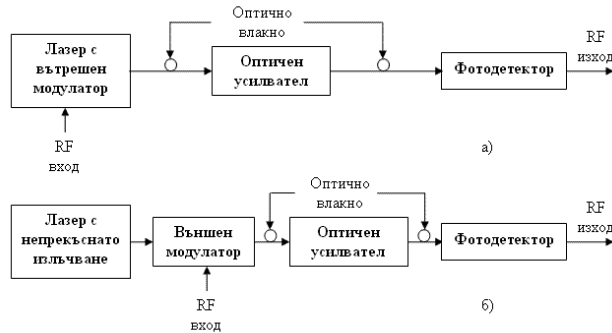 Оптично
влакно
RF
изход
Лазер с
вътрешен
модулатор
Оптичен
усилвател
Фотодетектор
RF
вход
а)
Оптично
влакно
RF
изход
Лазер с
непрекъснато
излъчване
Външен
модулатор
Оптичен
усилвател
Фотодетектор
RF
вход
б)